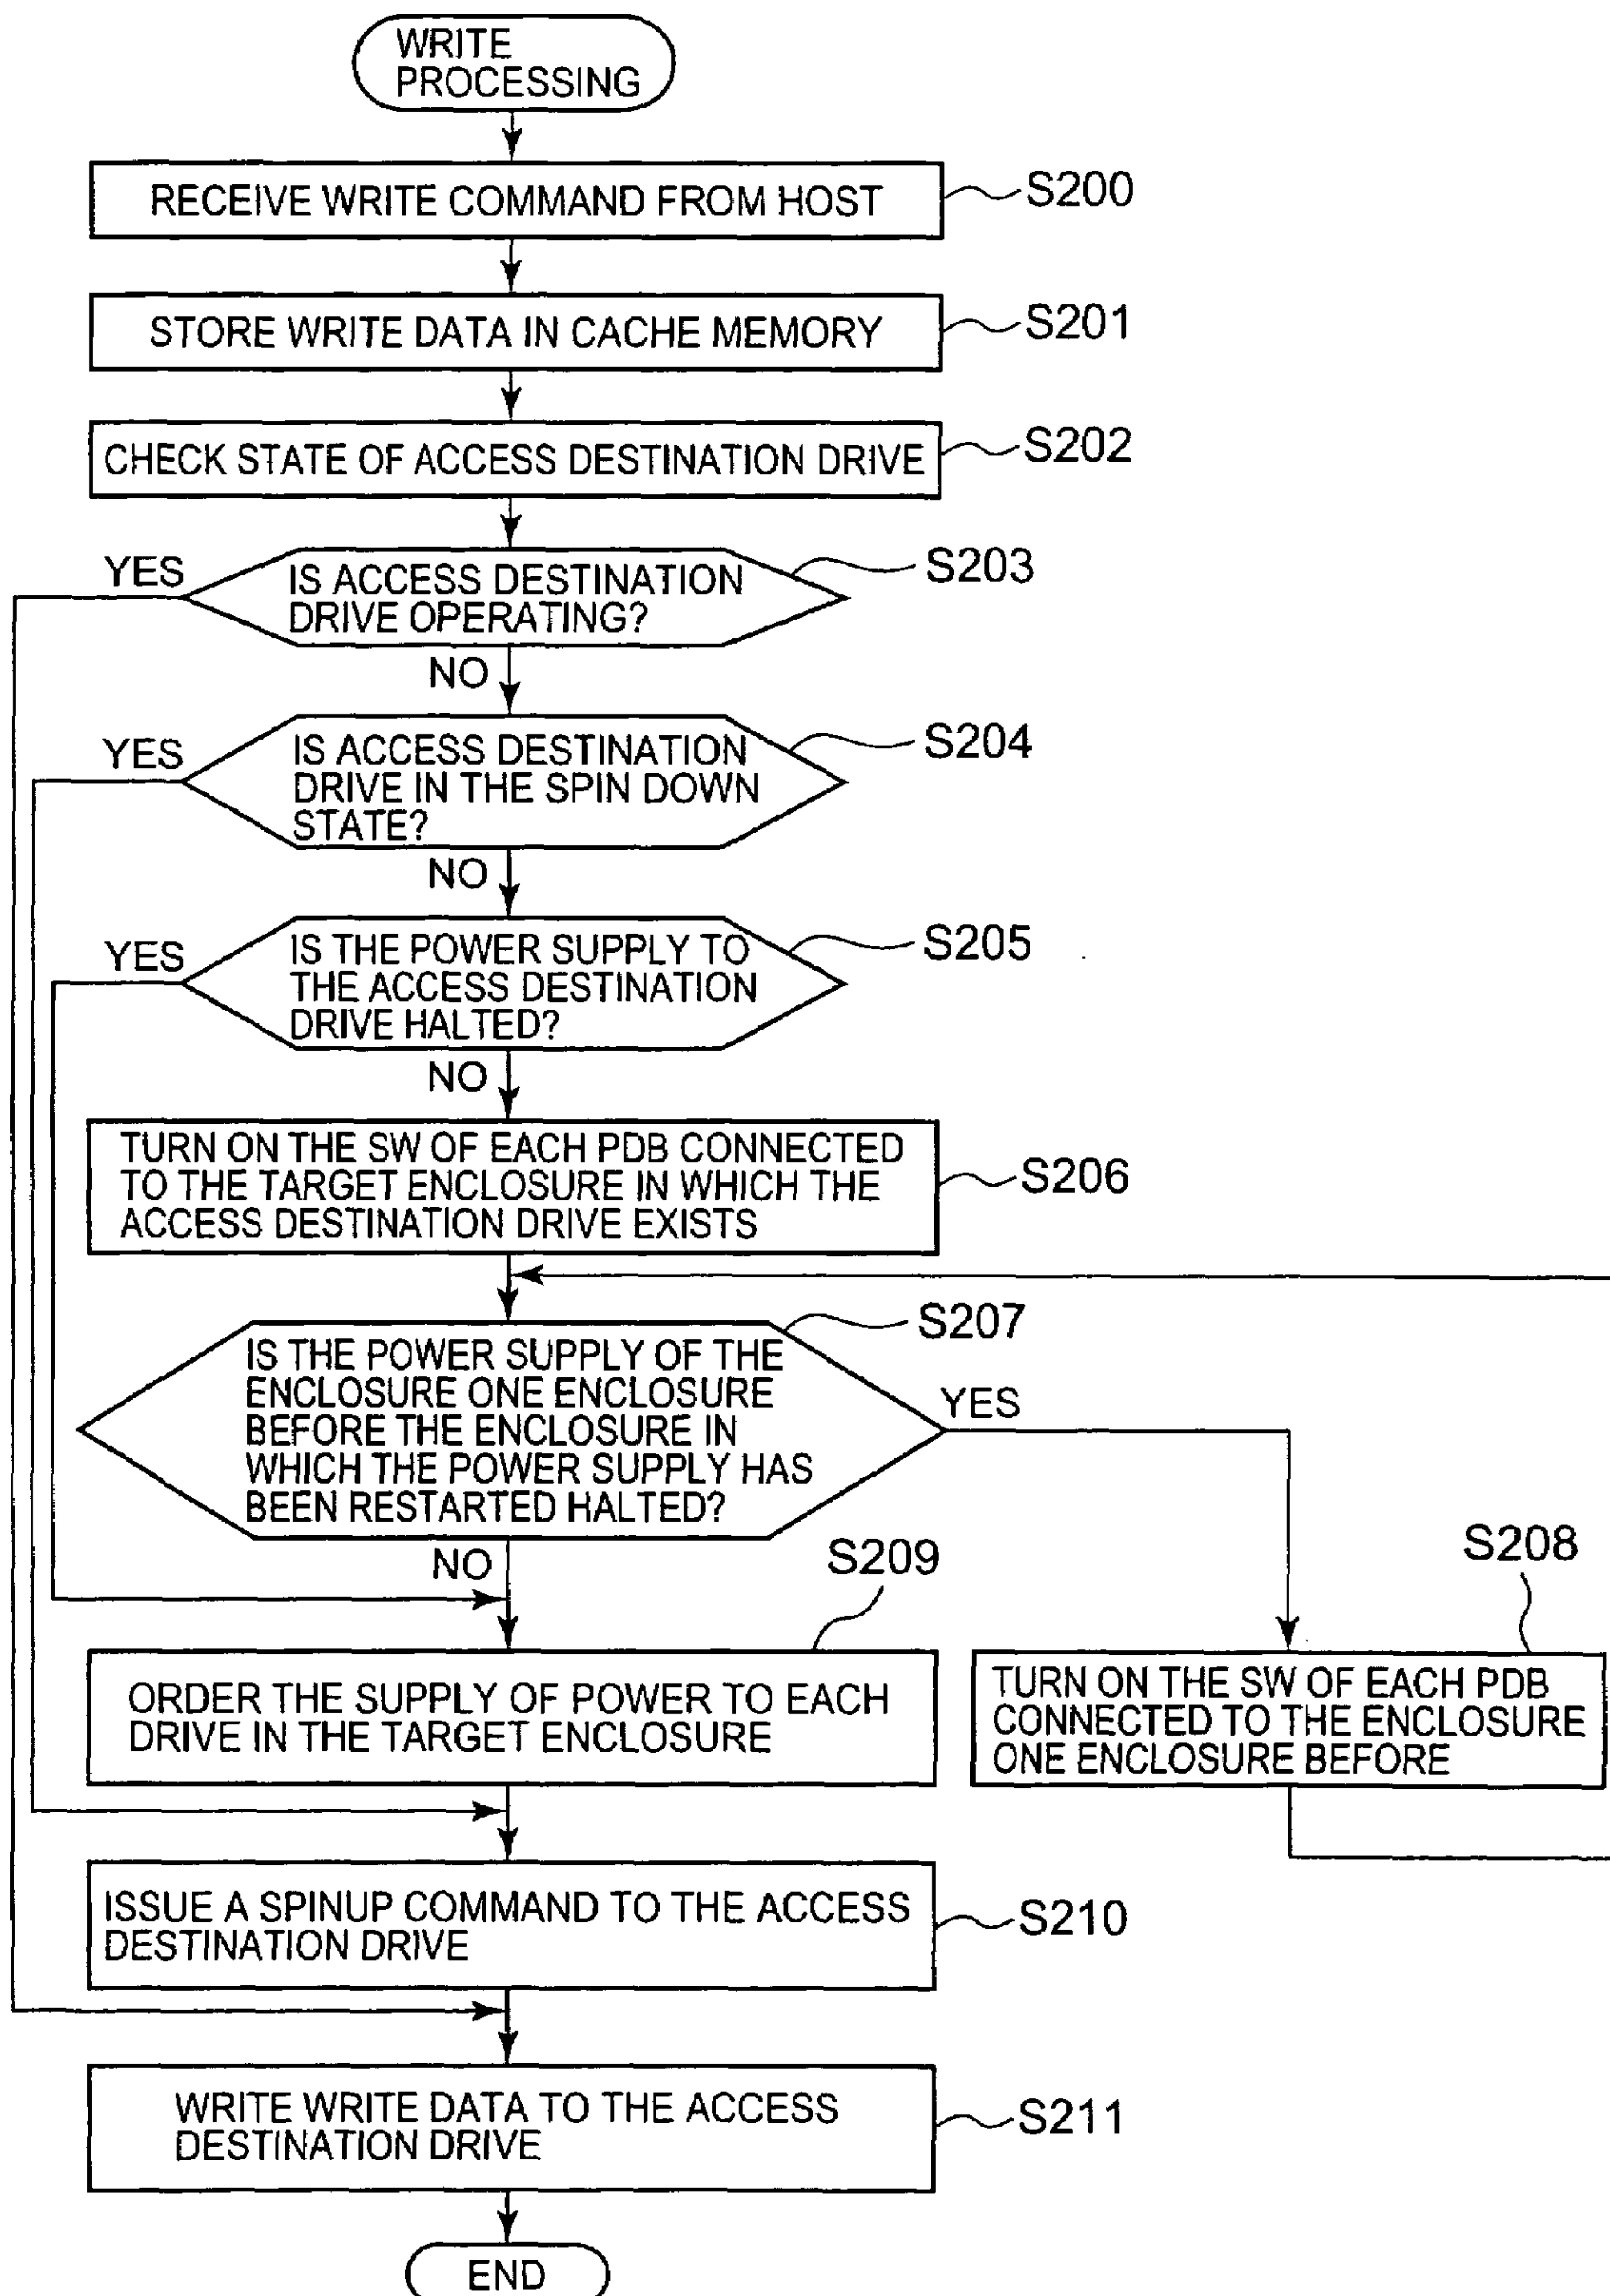 WRITE
PROCESSING
RECEIVE WRITE COMMAND FROM HOST
S200
STORE WRITE DATA IN CACHE MEMORY
S201
CHECK STATE OF ACCESS DESTINATION DRIVE
S202
YES
IS ACCESS DESTINATION
DRIVE OPERATING?
S203
NO
YES
IS ACCESS DESTINATION
DRIVE IN THE SPIN DOWN
STATE?
S204
NO
YES
IS THE POWER SUPPLY TO
THE ACCESS DESTINATION
DRIVE HALTED?
S205
NO
TURN ON THE SW OF EACH PDB CONNECTED
TO THE TARGET ENCLOSURE IN WHICH THE
ACCESS DESTINATION DRIVE EXISTS
S206
S207
IS THE POWER SUPPLY OF THE
ENCLOSURE ONE ENCLOSURE
BEFORE THE ENCLOSURE IN
WHICH THE POWER SUPPLY HAS
BEEN RESTARTED HALTED?
YES
NO
S209
S208
ORDER THE SUPPLY OF POWER TO EACH
DRIVE IN THE TARGET ENCLOSURE
TURN ON THE SW OF EACH PDB
CONNECTED TO THE ENCLOSURE
ONE ENCLOSURE BEFORE
ISSUE A SPINUP COMMAND TO THE ACCESS
DESTINATION DRIVE
S210
WRITE WRITE DATA TO THE ACCESS
DESTINATION DRIVE
S211
END